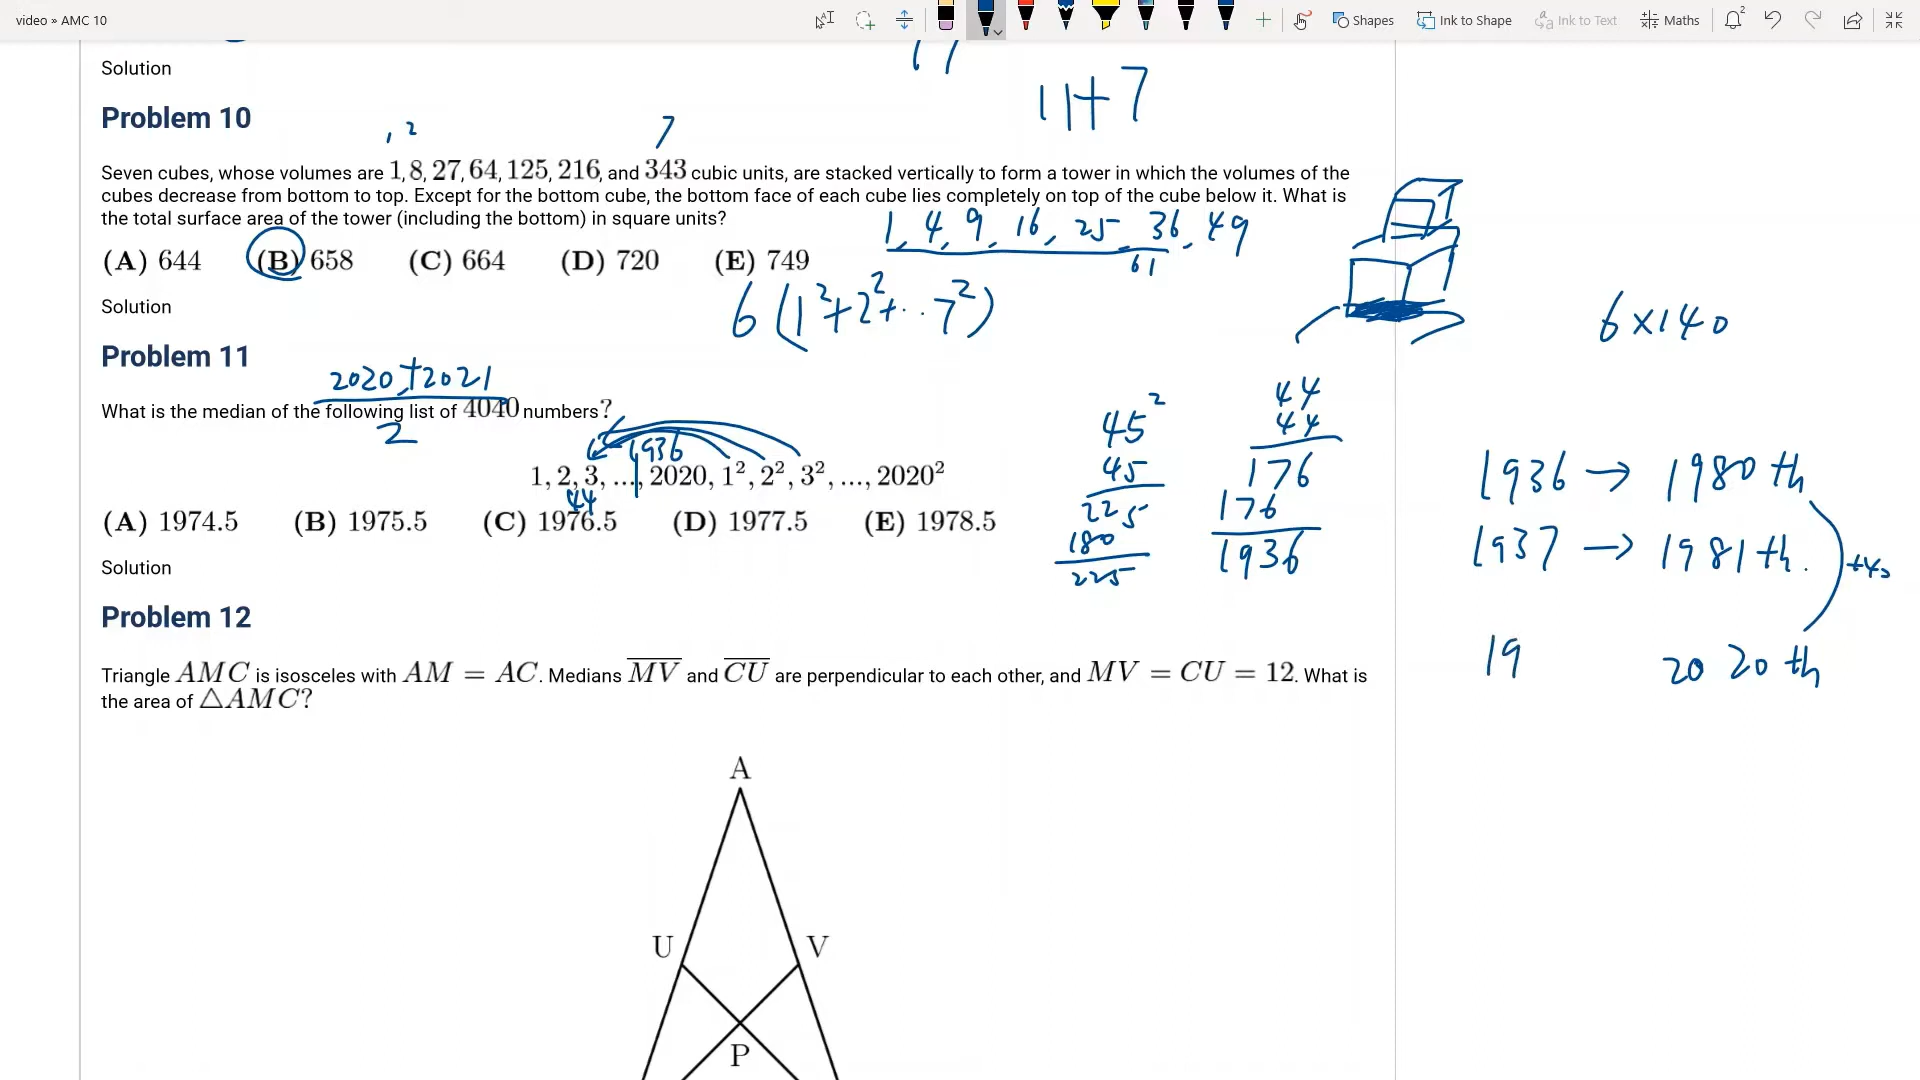 video » AMC 10
Shapes
Ink to Shape
Ink to Text
Maths
2
Solution
11+7
Problem 10
1 2 7
Seven cubes, whose volumes are 1, 8, 27, 64, 125, 216, and 343 cubic units, are stacked vertically to form a tower in which the volumes of the
cubes decrease from bottom to top. Except for the bottom cube, the bottom face of each cube lies completely on top of the cube below it. What is
the total surface area of the tower (including the bottom) in square units?
1, 4, 9, 16, 25, 36, 49
61
(A) 644 (B) 658 (C) 664 (D) 720 (E) 749
6(1²+2²+..7²)
6×140
Solution
Problem 11
2020+2021
2
What is the median of the following list of 4040 numbers?
1936
1, 2, 3, ..., 2020, 1², 2², 3², ..., 2020²
44
(A) 1974.5 (B) 1975.5 (C) 1976.5 (D) 1977.5 (E) 1978.5
45²
45
225
180
225
44
44
176
176
1936
1936 → 1980th
1937 → 1981th.
19 2020th
Solution
Problem 12
Triangle AMC is isosceles with AM = AC. Medians MV and CU are perpendicular to each other, and MV = CU = 12. What is
the area of △AMC?
A
U V
P